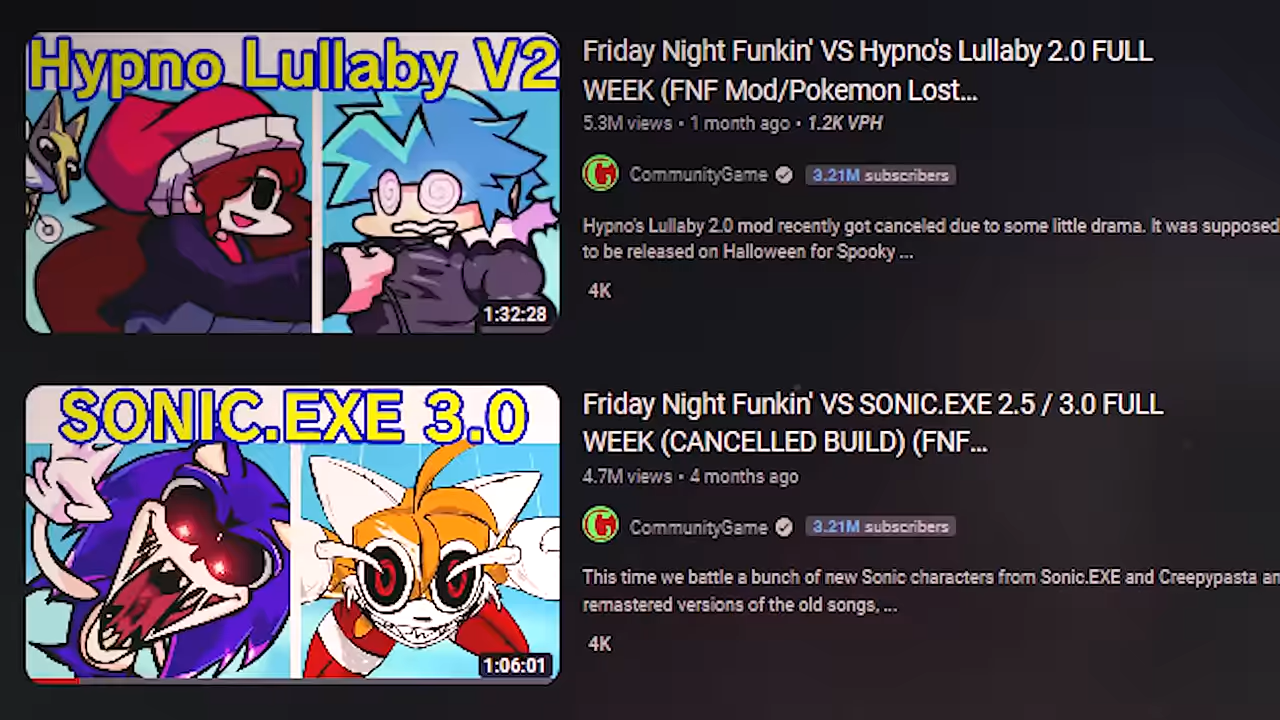 Hypno Lullaby V2
1:32:28
Friday Night Funkin' VS Hypno's Lullaby 2.0 FULL
WEEK (FNF Mod/Pokemon Lost...
5.3M views • 1 month ago • 1.2K VPH
CommunityGame 3.21M subscribers
Hypno's Lullaby 2.0 mod recently got canceled due to some little drama. It was supposed
to be released on Halloween for Spooky ...
4K
SONIC.EXE 3.0
1:06:01
Friday Night Funkin' VS SONIC.EXE 2.5 / 3.0 FULL
WEEK (CANCELLED BUILD) (FNF...
4.7M views • 4 months ago
CommunityGame 3.21M subscribers
This time we battle a bunch of new Sonic characters from Sonic.EXE and Creepypasta an
remastered versions of the old songs, ...
4K